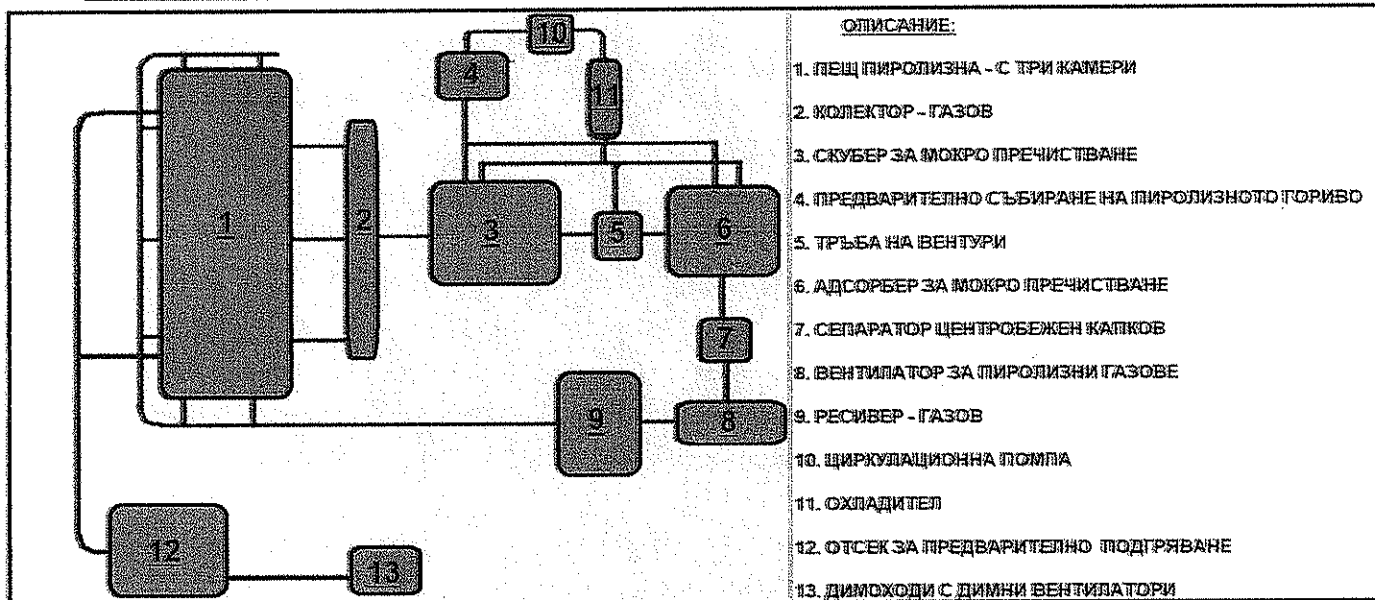 10
4
11
1
2
3
5
6
7
9
8
12
13
ОПИСАНИЕ:
1. ПЕЩ ПИРОЛИЗНА - С ТРИ КАМЕРИ
2. КОЛЕКТОР - ГАЗОВ
3. СКУБЕР ЗА МОКРО ПРЕЧИСТВАНЕ
4. ПРЕДВАРИТЕЛНО СЪБИРАНЕ НА ПИРОЛИЗНОТО ГОРИВО
5. ТРЪБА НА ВЕНТУРИ
6. АДСОРБЕР ЗА МОКРО ПРЕЧИСТВАНЕ
7. СЕПАРАТОР ЦЕНТРОБЕЖЕН КАПКОВ
8. ВЕНТИЛАТОР ЗА ПИРОЛИЗНИ ГАЗОВЕ
9. РЕСИВЕР - ГАЗОВ
10. ЦИРКУЛАЦИОННА ПОМПА
11. ОХЛАДИТЕЛ
12. ОТСЕК ЗА ПРЕДВАРИТЕЛНО ПОДГРЯВАНЕ
13. ДИМОХОДИ С ДИМНИ ВЕНТИЛАТОРИ